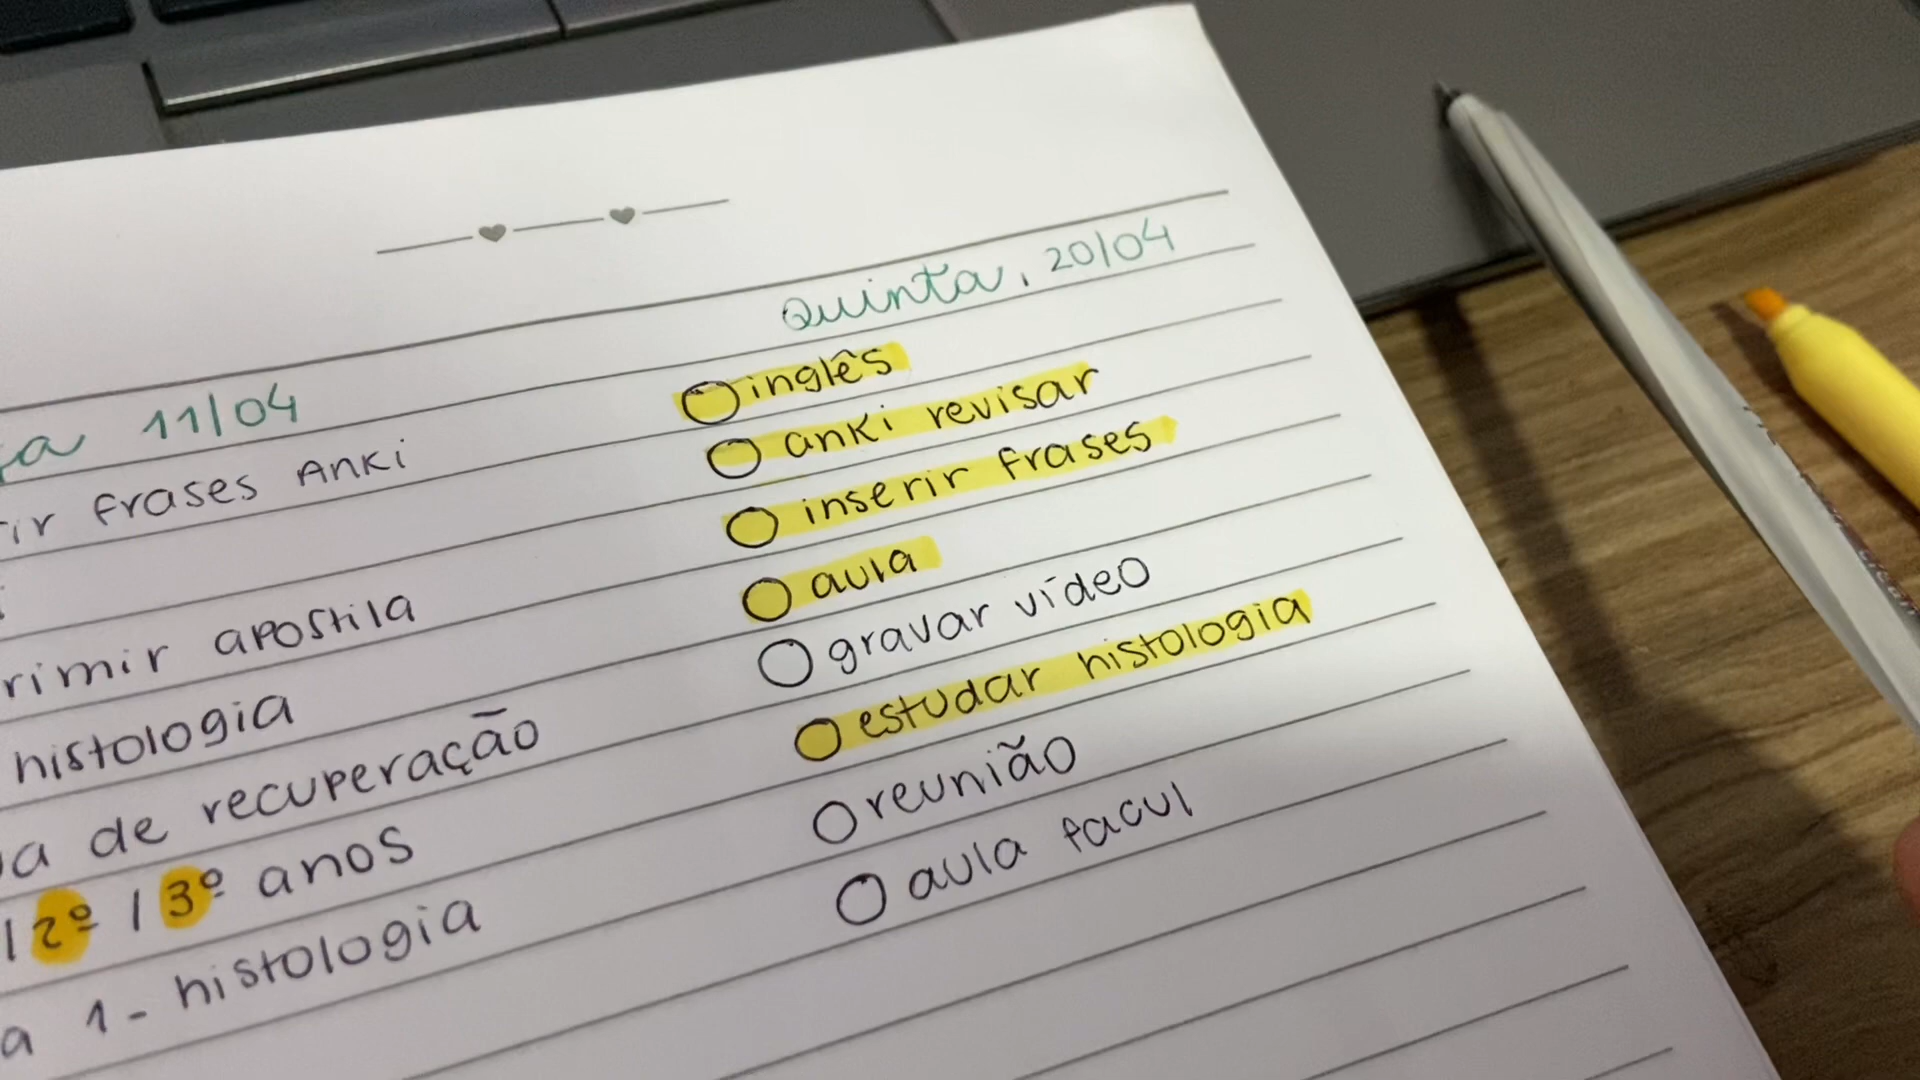 11/04
frases Anki
apostila
histologia
de recuperação
2º / 3º anos
1 - histologia
Quinta, 20/04
inglês
anki revisar
inserir frases
aula
gravar vídeo
estudar histologia
reunião
aula facul